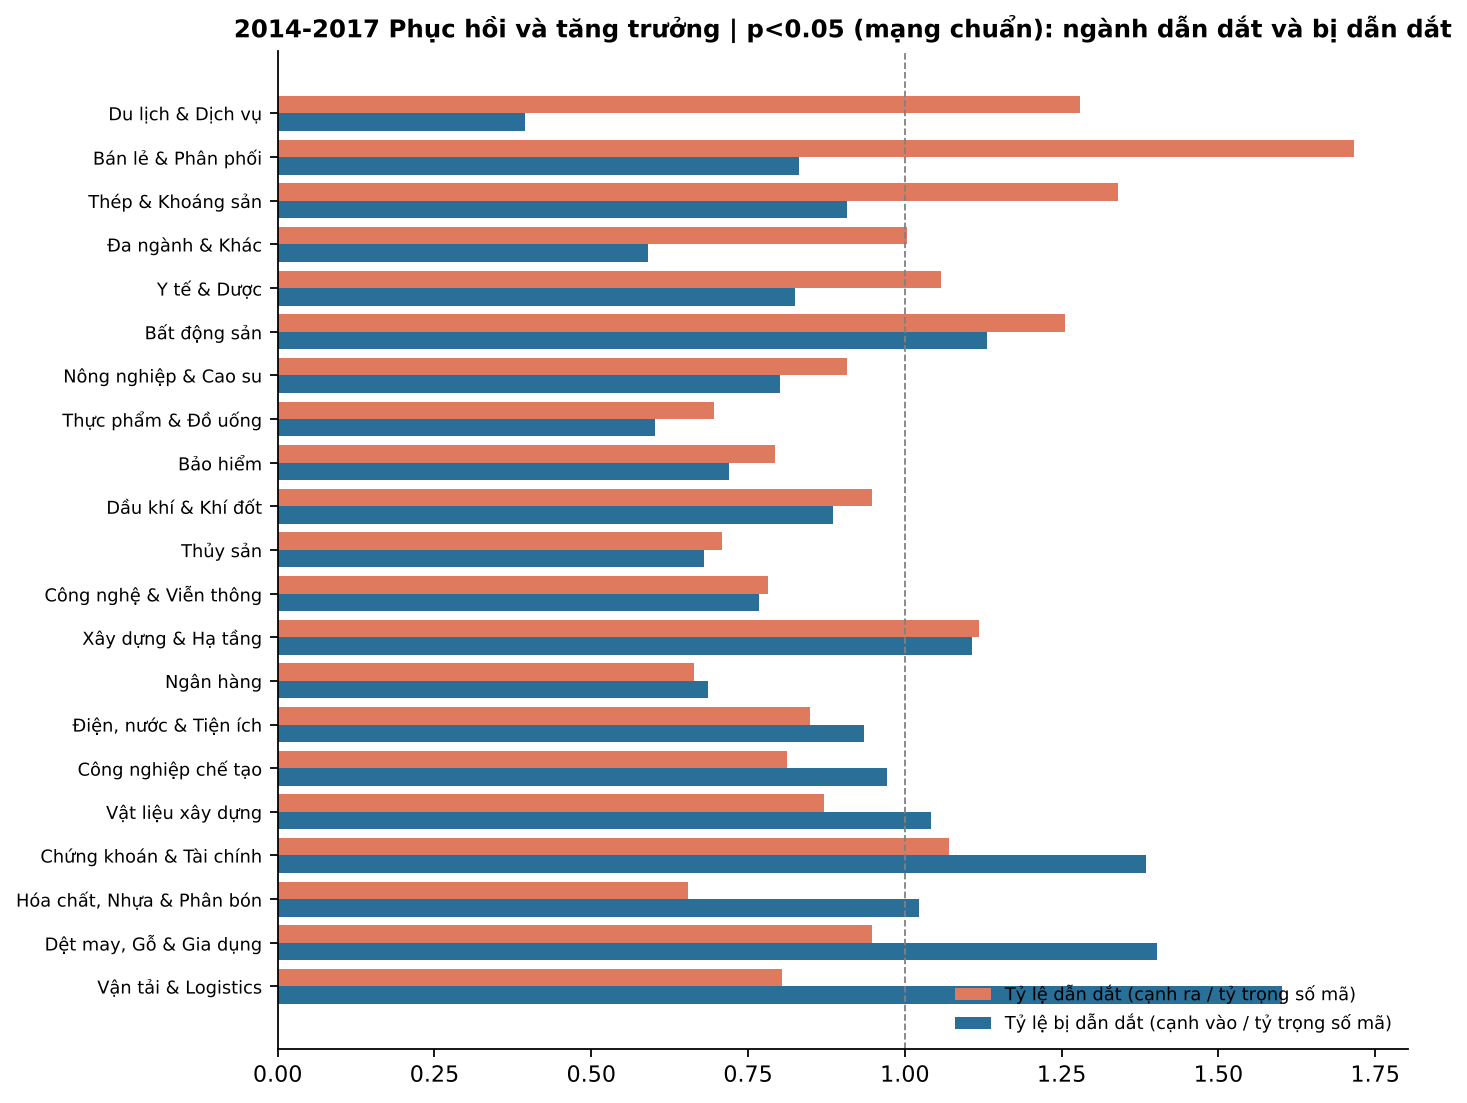 2014-2017 Phục hồi và tăng trưởng | p<0.05 (mạng chuẩn): ngành dẫn dắt và bị dẫn dắt
Du lịch & Dịch vụ
Bán lẻ & Phân phối
Thép & Khoáng sản
Đa ngành & Khác
Y tế & Dược
Bất động sản
Nông nghiệp & Cao su
Thực phẩm & Đồ uống
Bảo hiểm
Dầu khí & Khí đốt
Thủy sản
Công nghệ & Viễn thông
Xây dựng & Hạ tầng
Ngân hàng
Điện, nước & Tiện ích
Công nghiệp chế tạo
Vật liệu xây dựng
Chứng khoán & Tài chính
Hóa chất, Nhựa & Phân bón
Dệt may, Gỗ & Gia dụng
Vận tải & Logistics
Tỷ lệ dẫn dắt (cạnh ra / tỷ trọng số mã)
Tỷ lệ bị dẫn dắt (cạnh vào / tỷ trọng số mã)
0.00 0.25 0.50 0.75 1.00 1.25 1.50 1.75